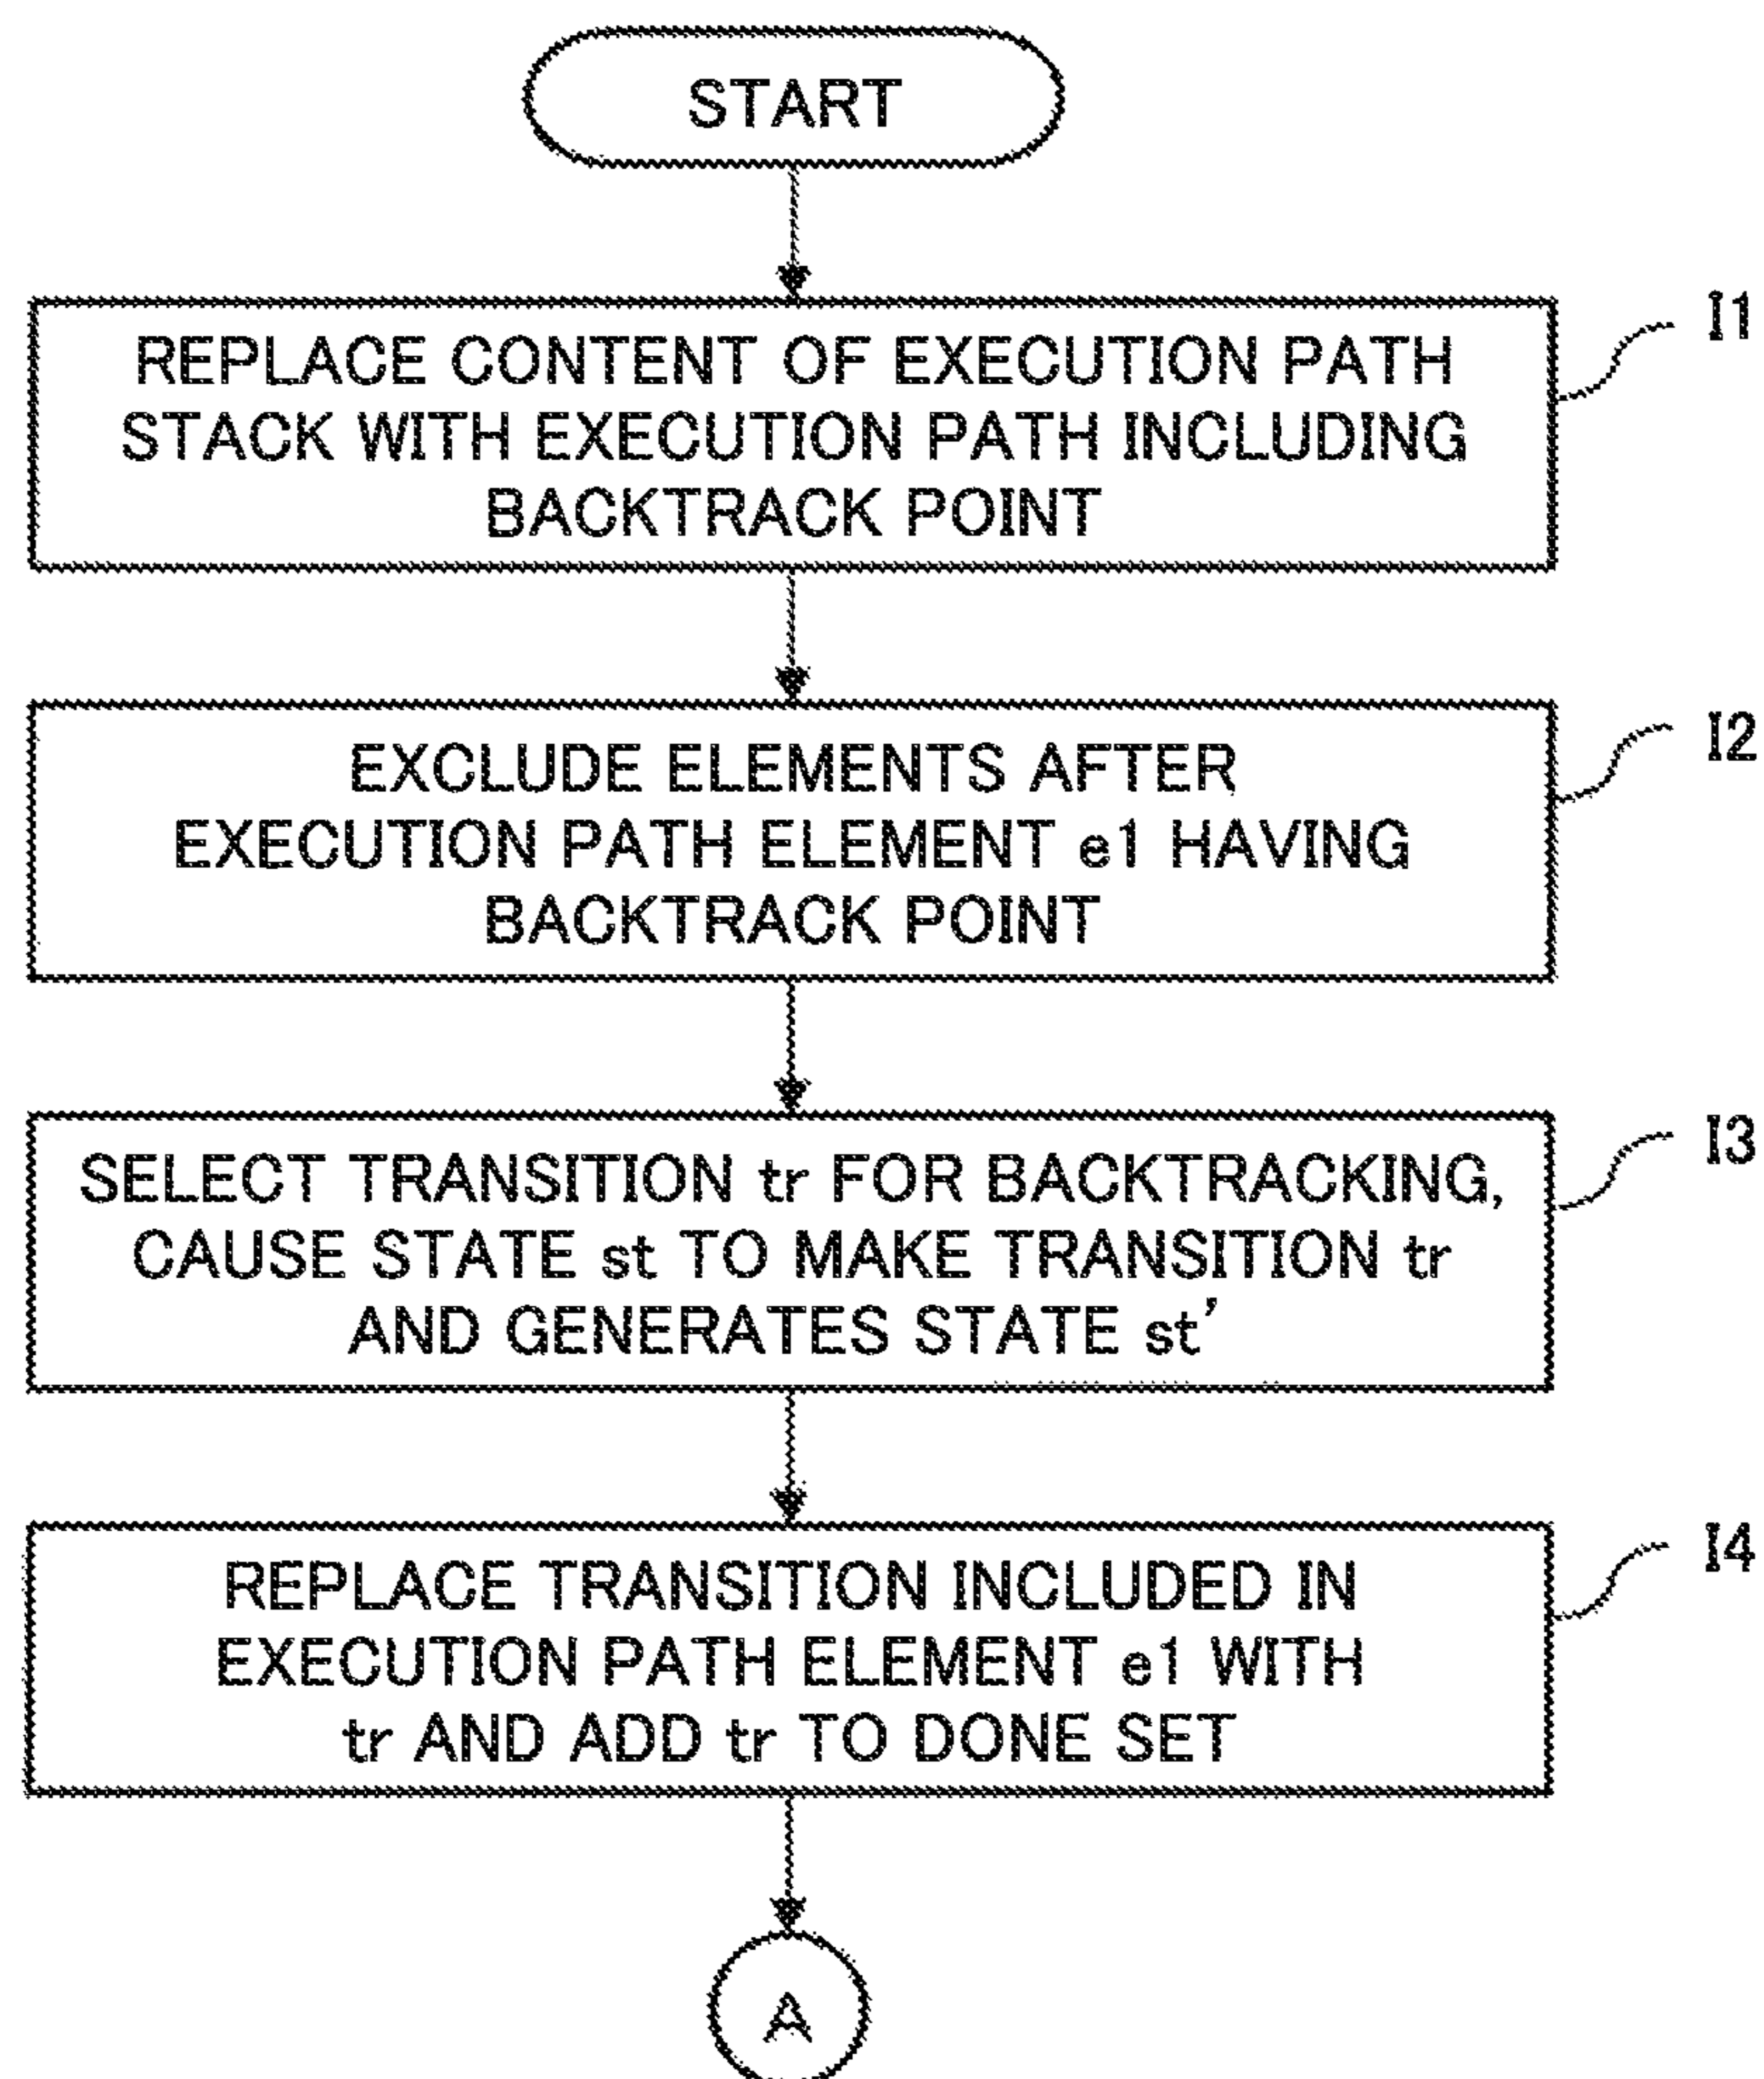 START
I1
REPLACE CONTENT OF EXECUTION PATH
STACK WITH EXECUTION PATH INCLUDING
BACKTRACK POINT
I2
EXCLUDE ELEMENTS AFTER
EXECUTION PATH ELEMENT e1 HAVING
BACKTRACK POINT
I3
SELECT TRANSITION tr FOR BACKTRACKING,
CAUSE STATE st TO MAKE TRANSITION tr
AND GENERATES STATE st'
I4
REPLACE TRANSITION INCLUDED IN
EXECUTION PATH ELEMENT e1 WITH
tr AND ADD tr TO DONE SET
A